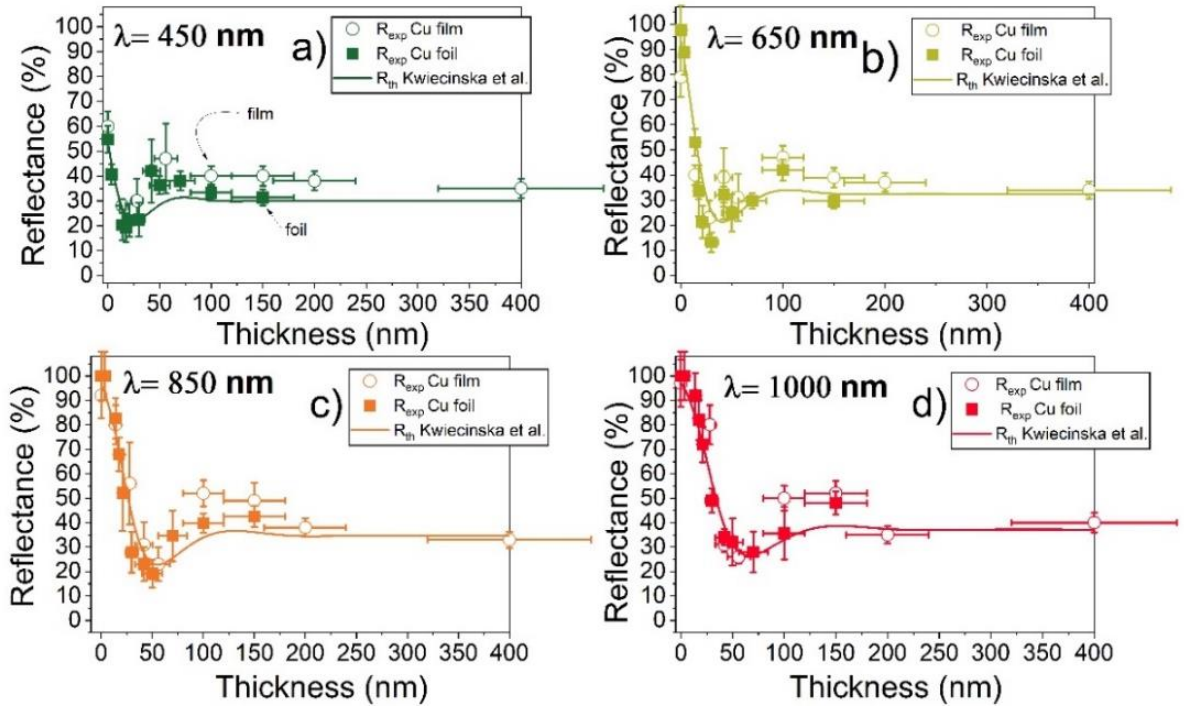 λ= 450 nm
a)
R_exp Cu film
R_exp Cu foil
R_th Kwiecinska et al.
film
foil
Reflectance (%)
100
90
80
70
60
50
40
30
20
10
0
0 50 100 150 200 250 300 350 400
Thickness (nm)
λ= 650 nm
b)
R_exp Cu film
R_exp Cu foil
R_th Kwiecinska et al.
Reflectance (%)
100
90
80
70
60
50
40
30
20
10
0
0 50 100 150 200 250 300 350 400
Thickness (nm)
λ= 850 nm
c)
R_exp Cu film
R_exp Cu foil
R_th Kwiecinska et al.
Reflectance (%)
100
90
80
70
60
50
40
30
20
10
0
0 50 100 150 200 250 300 350 400
Thickness (nm)
λ= 1000 nm
d)
R_exp Cu film
R_exp Cu foil
R_th Kwiecinska et al.
Reflectance (%)
100
90
80
70
60
50
40
30
20
10
0
0 50 100 150 200 250 300 350 400
Thickness (nm)